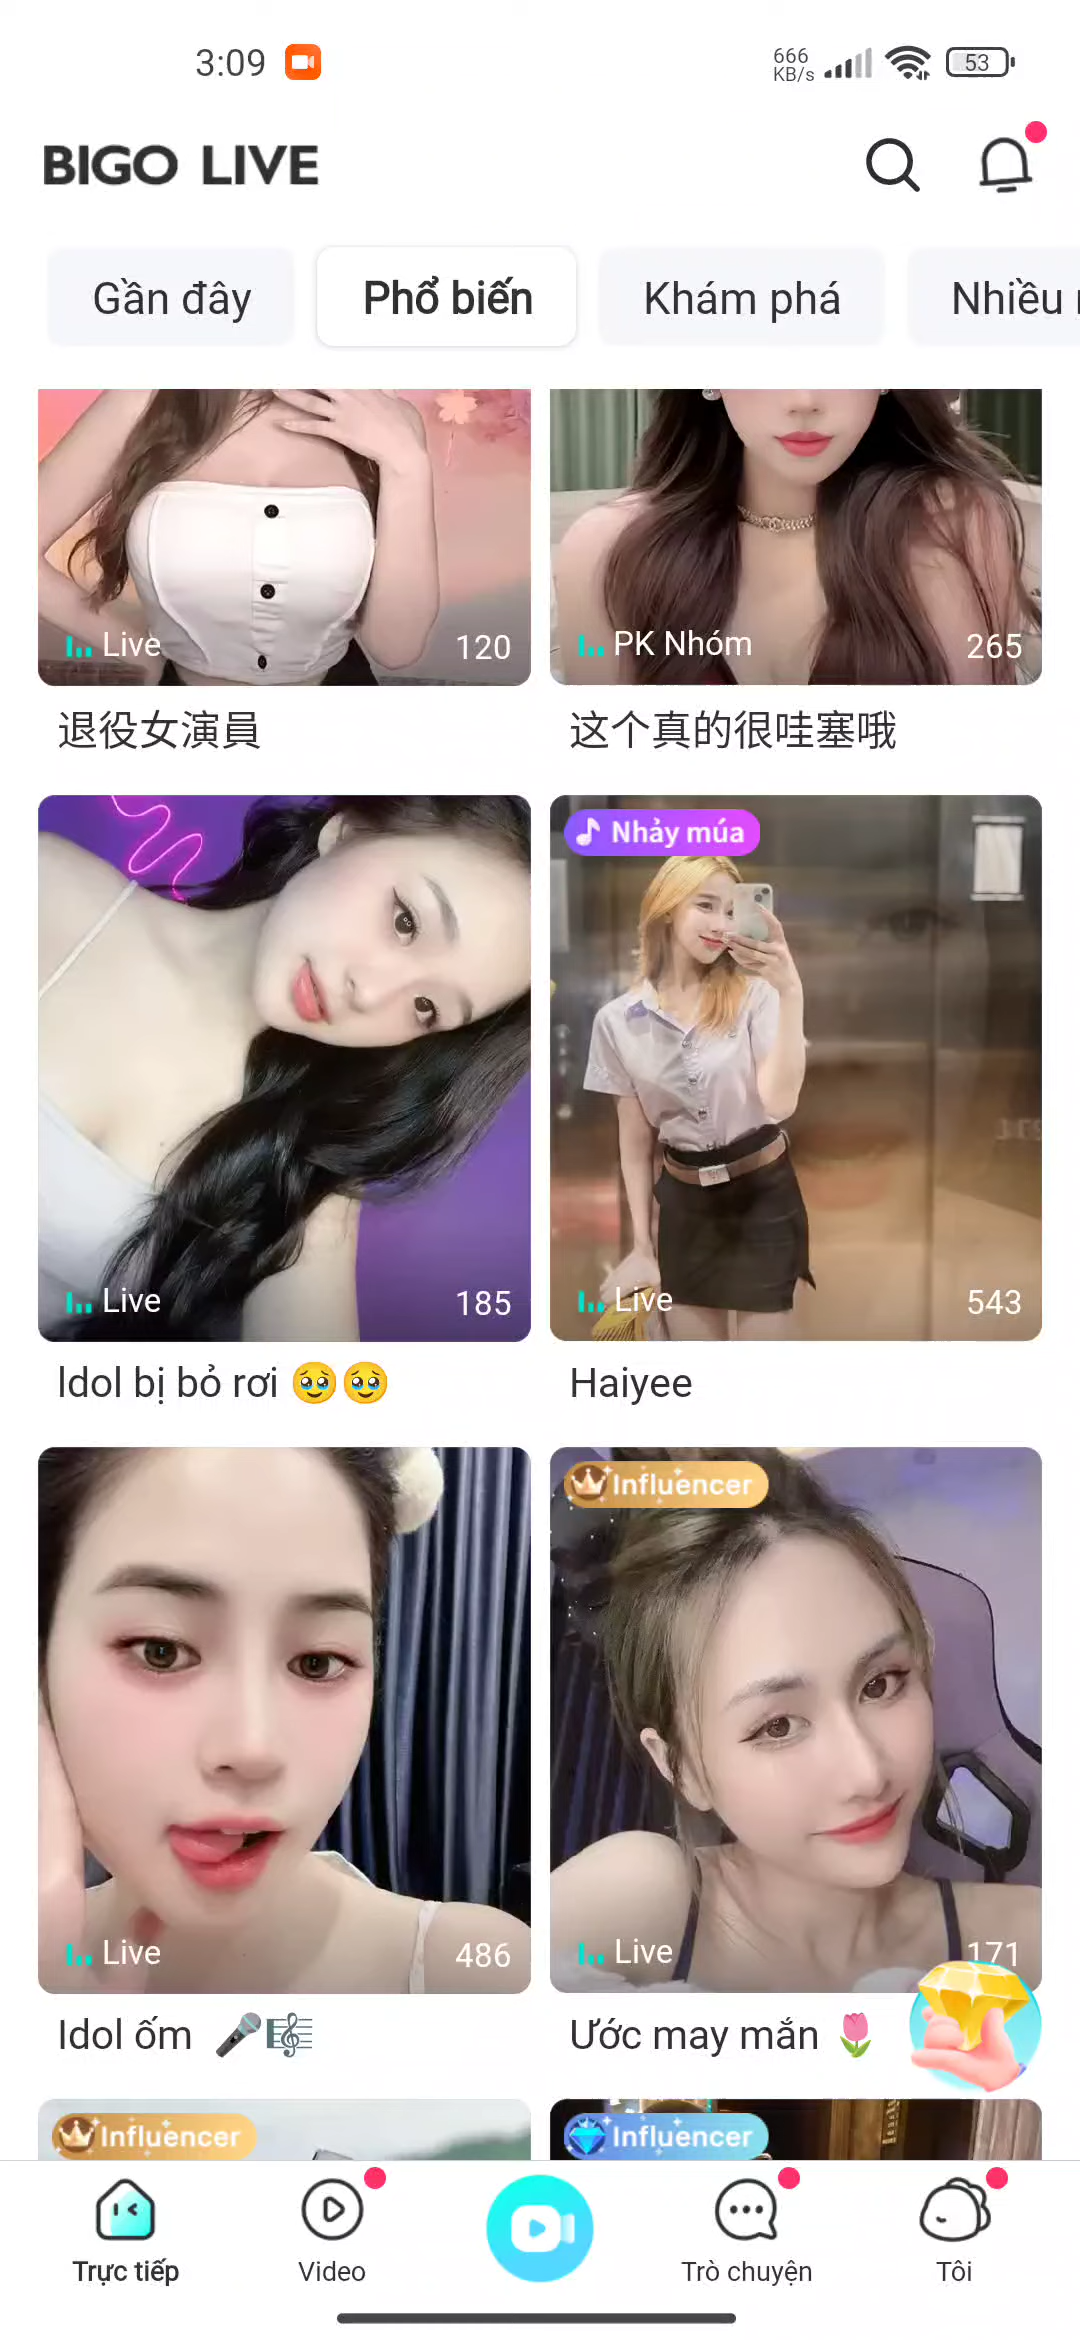 3:09
666
KB/s
53
BIGO LIVE
Gần đây
Phổ biến
Khám phá
Nhiều
Live
120
PK Nhóm
265
退役女演員
这个真的很哇塞哦
Nhảy múa
Live
185
Live
543
ldol bị bỏ rơi 🥹🥹
Haiyee
Influencer
Live
486
Live
171
Idol ốm 🎤🎼
Ước may mắn 🌷
Influencer
Influencer
Trực tiếp
Video
Trò chuyện
Tôi